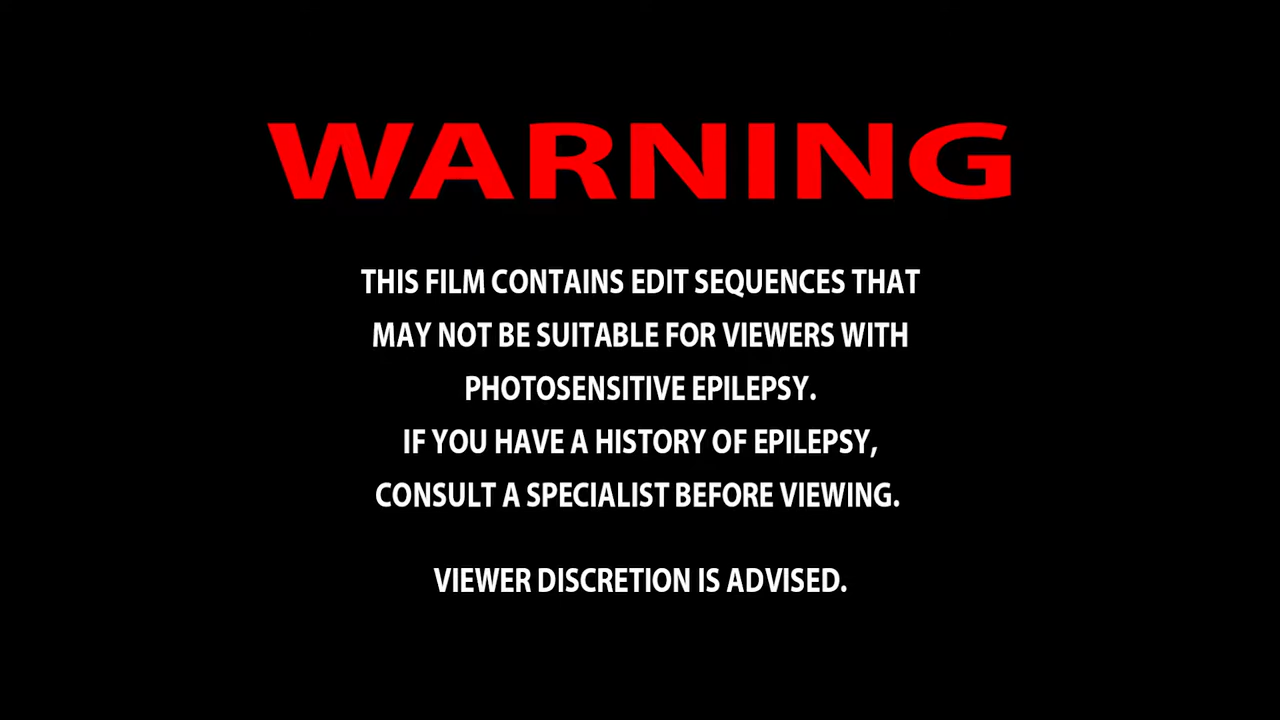 WARNING
THIS FILM CONTAINS EDIT SEQUENCES THAT
MAY NOT BE SUITABLE FOR VIEWERS WITH
PHOTOSENSITIVE EPILEPSY.
IF YOU HAVE A HISTORY OF EPILEPSY,
CONSULT A SPECIALIST BEFORE VIEWING.
VIEWER DISCRETION IS ADVISED.